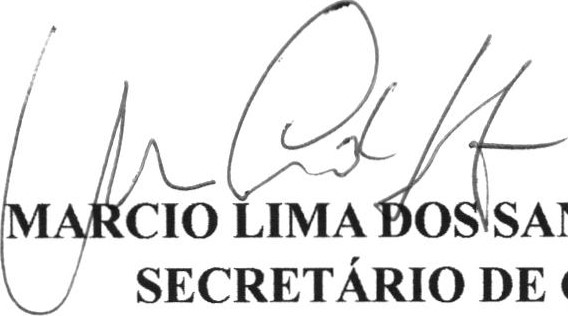 MARCIO LIMA DOS SAN
SECRETÁRIO DE